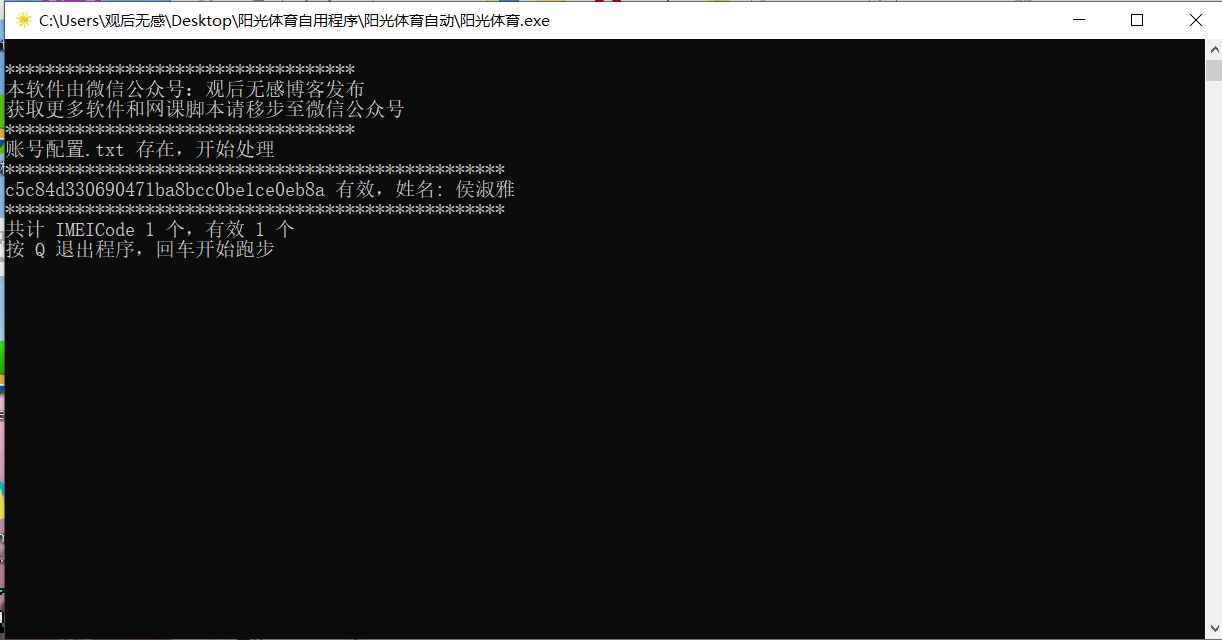 C:\Users\观后无感\Desktop\阳光体育自用程序\阳光体育自动\阳光体育.exe
***********************************
本软件由微信公众号：观后无感博客发布
获取更多软件和网课脚本请移步至微信公众号
***********************************
账号配置.txt 存在，开始处理
**************************************************
c5c84d330690471ba8bcc0be1ce0eb8a 有效，姓名: 侯淑雅
**************************************************
共计 IMEICode 1 个，有效 1 个
按 Q 退出程序，回车开始跑步